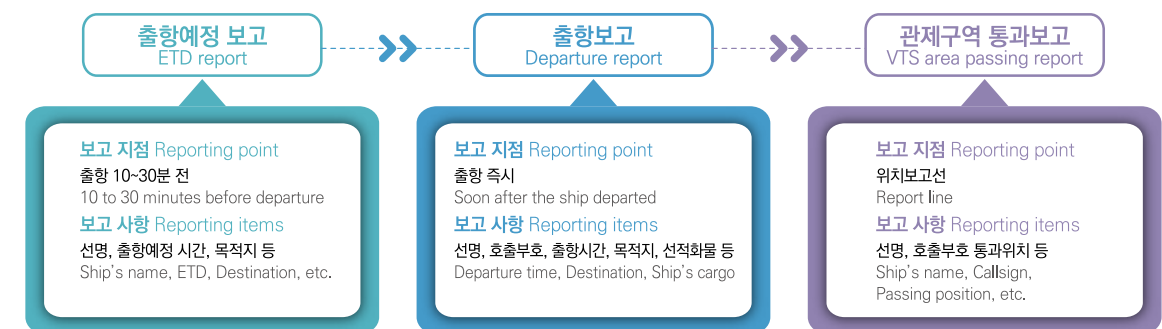 출항예정 보고
ETD report
출항보고
Departure report
관제구역 통과보고
VTS area passing report
보고 지점 Reporting point
출항 10~30분 전
10 to 30 minutes before departure
보고 사항 Reporting items
선명, 출항예정 시간, 목적지 등
Ship's name, ETD, Destination, etc.
보고 지점 Reporting point
출항 즉시
Soon after the ship departed
보고 사항 Reporting items
선명, 호출부호, 출항시간, 목적지, 선적화물 등
Departure time, Destination, Ship's cargo
보고 지점 Reporting point
위치보고선
Report line
보고 사항 Reporting items
선명, 호출부호 통과위치 등
Ship's name, Callsign,
Passing position, etc.